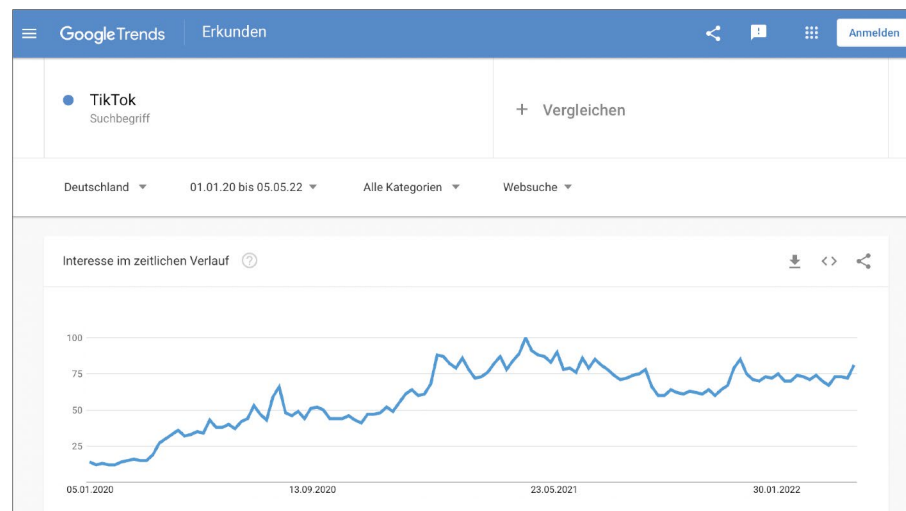 Google Trends Erkunden Anmelden
TikTok
Suchbegriff
+ Vergleichen
Deutschland 01.01.20 bis 05.05.22 Alle Kategorien Websuche
Interesse im zeitlichen Verlauf ?
100
75
50
25
05.01.2020 13.09.2020 23.05.2021 30.01.2022